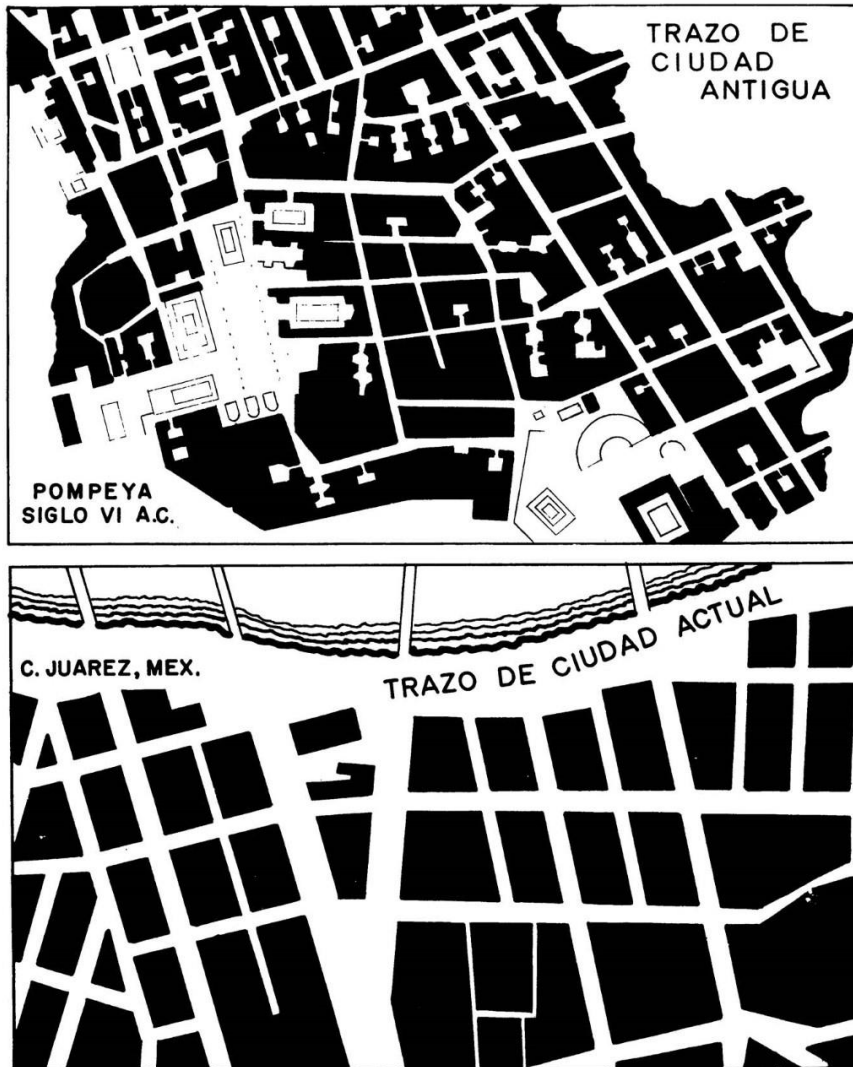 TRAZO DE
CIUDAD
ANTIGUA
POMPEYA
SIGLO VI A.C.
C. JUAREZ, MEX.
TRAZO DE CIUDAD ACTUAL